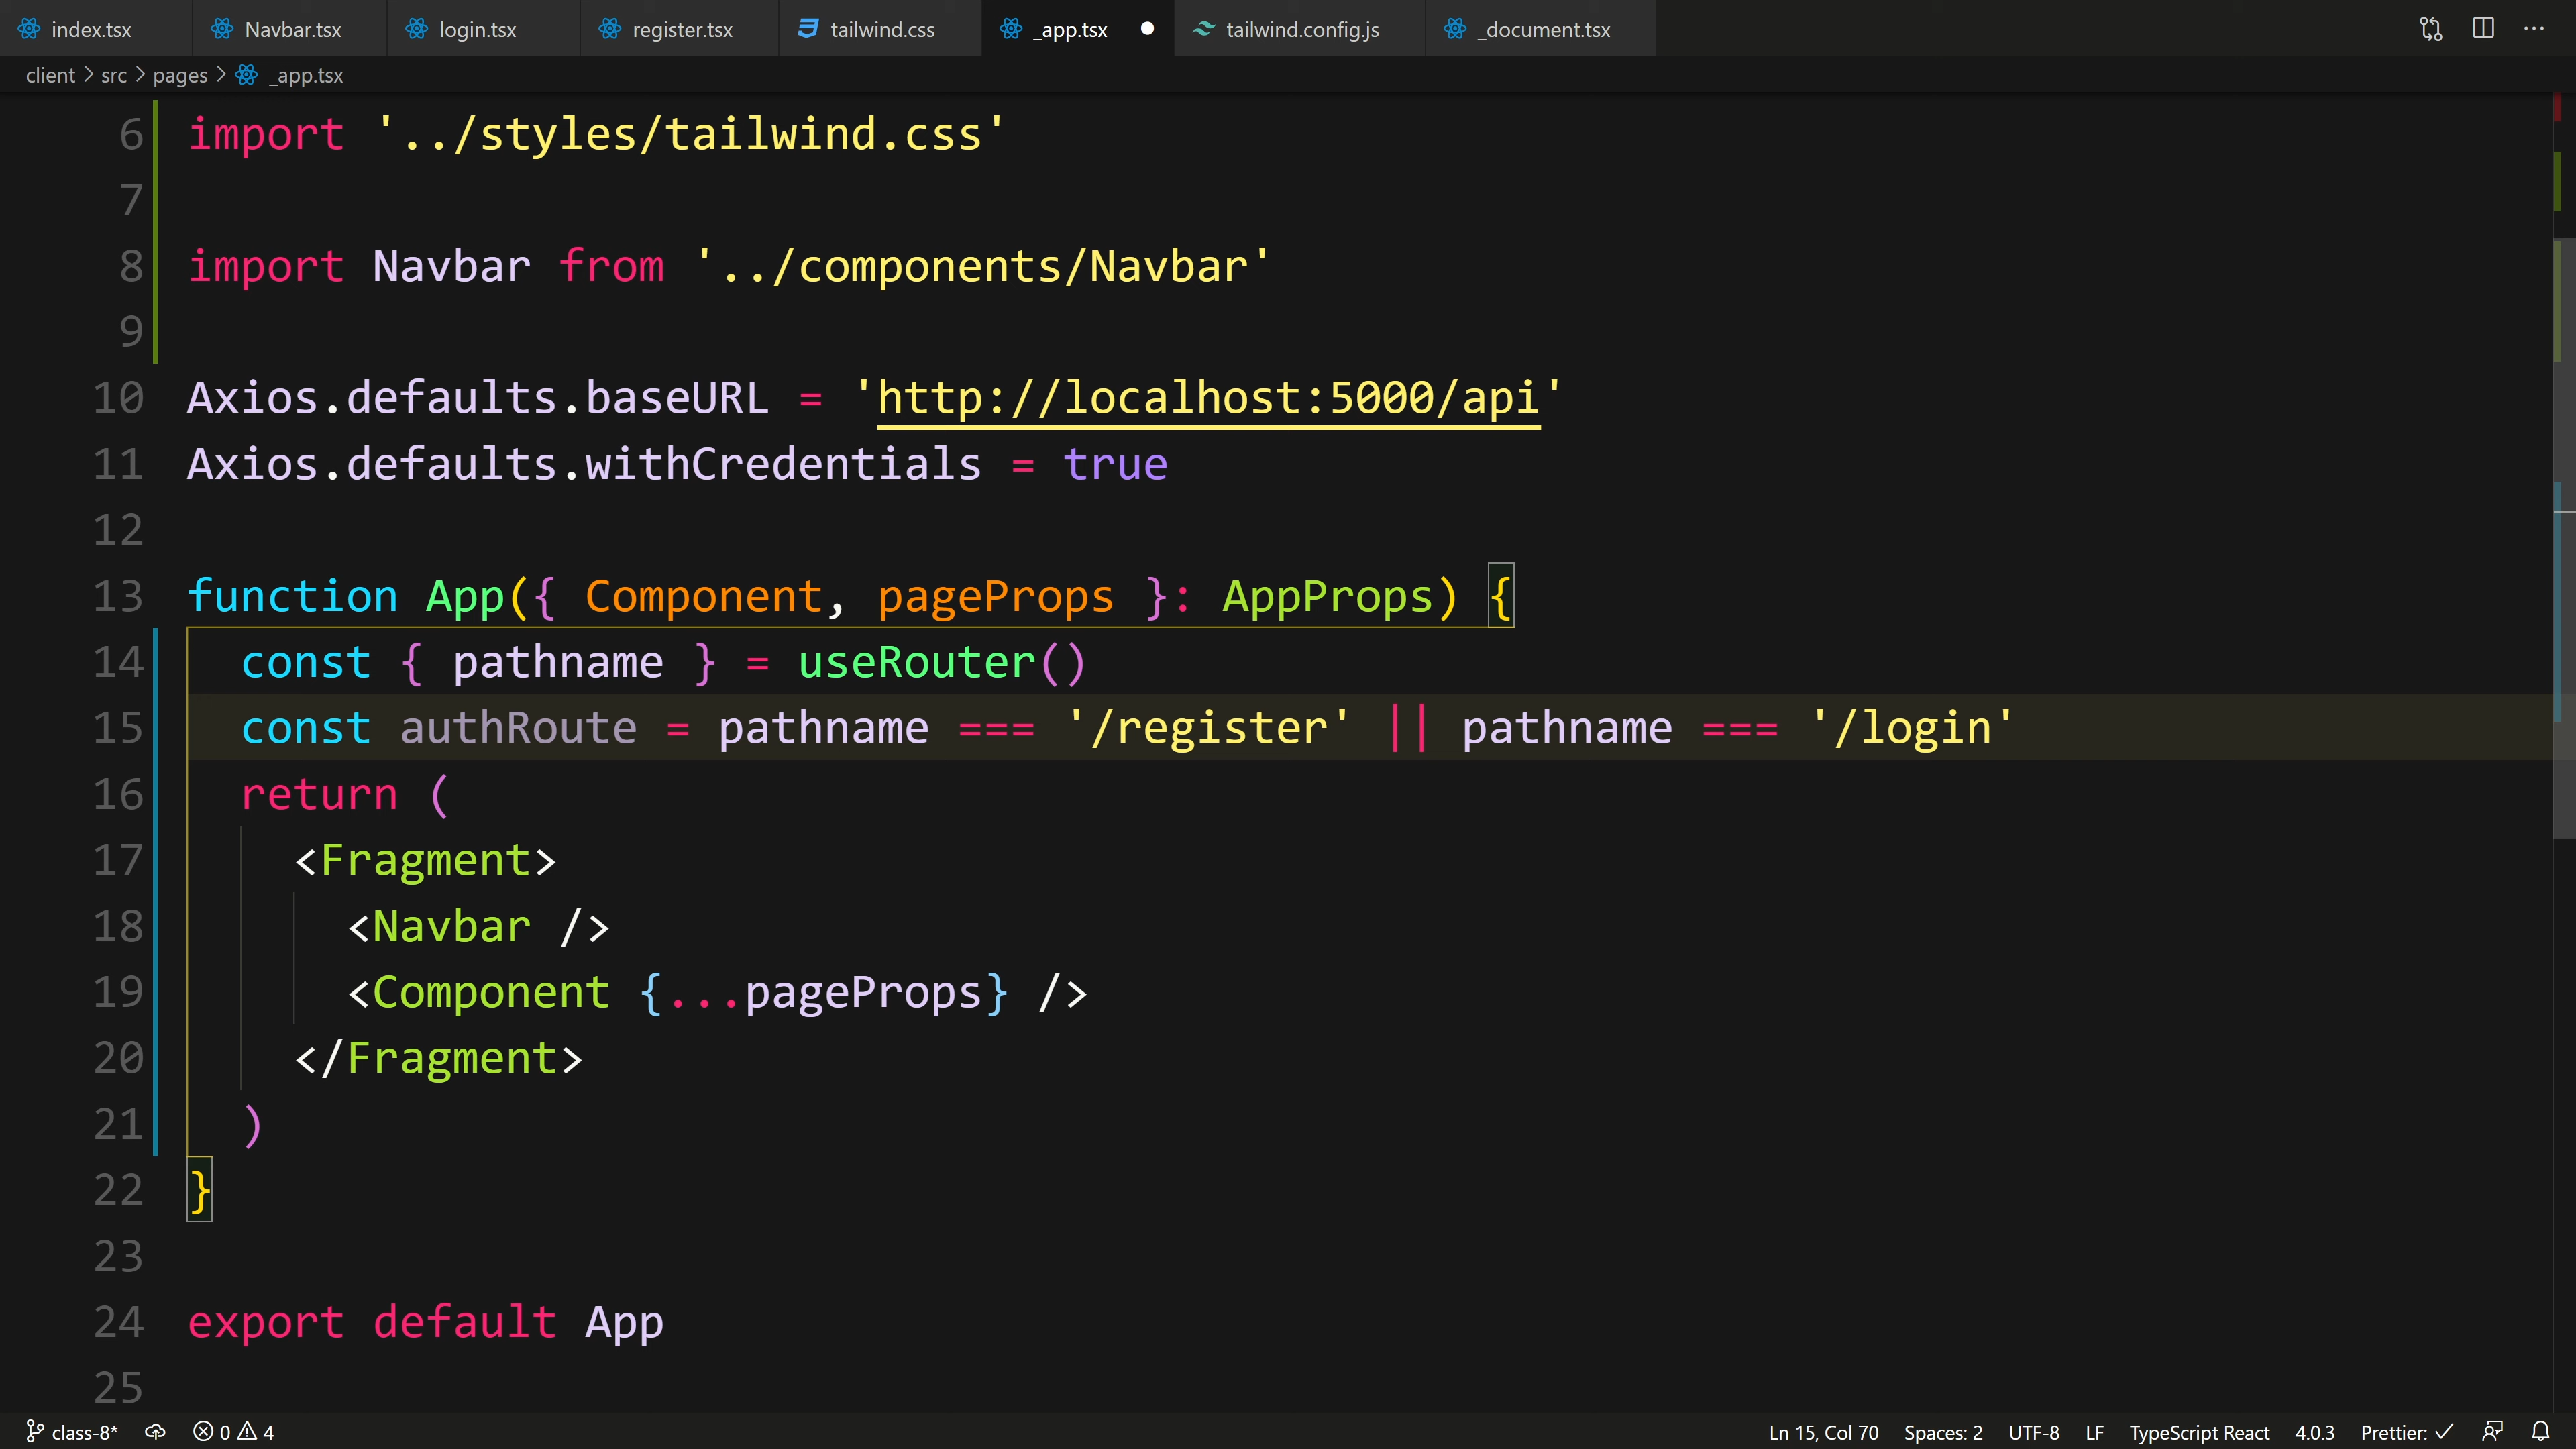 index.tsx Navbar.tsx login.tsx register.tsx tailwind.css _app.tsx tailwind.config.js _document.tsx
client > src > pages > _app.tsx
6 import '../styles/tailwind.css'
7
8 import Navbar from '../components/Navbar'
9
10 Axios.defaults.baseURL = 'http://localhost:5000/api'
11 Axios.defaults.withCredentials = true
12
13 function App({ Component, pageProps }: AppProps) {
14   const { pathname } = useRouter()
15   const authRoute = pathname === '/register' || pathname === '/login'
16   return (
17     <Fragment>
18       <Navbar />
19       <Component {...pageProps} />
20     </Fragment>
21   )
22 }
23
24 export default App
25
class-8* 0 4 Ln 15, Col 70 Spaces: 2 UTF-8 LF TypeScript React 4.0.3 Prettier: ✓